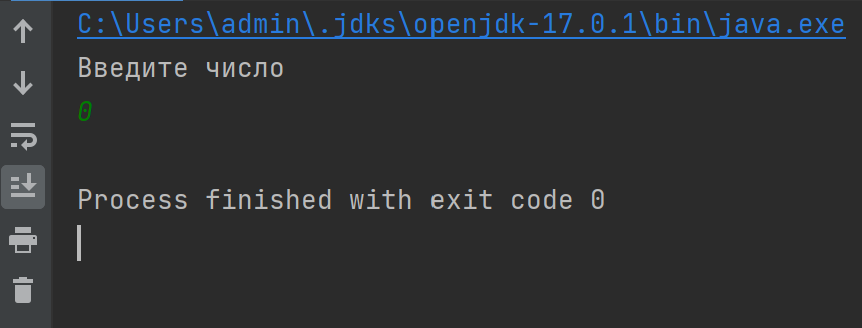 C:\Users\admin\.jdks\openjdk-17.0.1\bin\java.exe
Введите число
0
Process finished with exit code 0